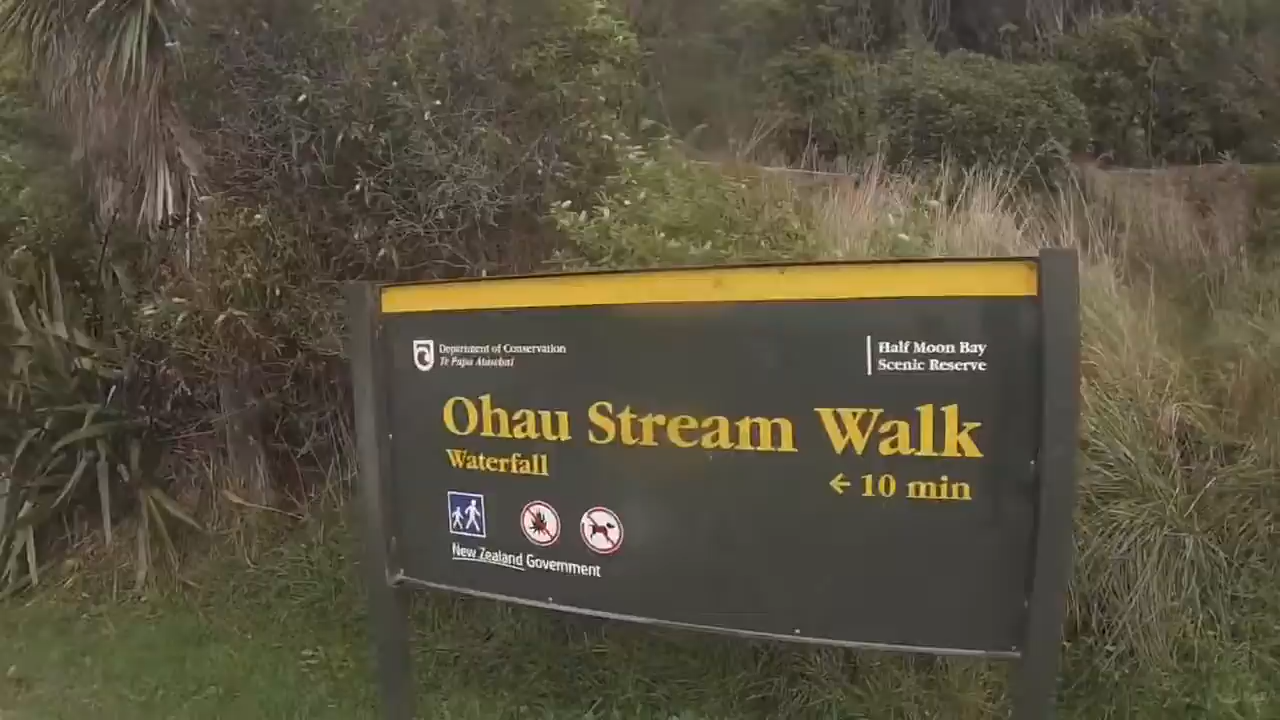 Department of Conservation
Te Papa Atawhai
Half Moon Bay
Scenic Reserve
Ohau Stream Walk
Waterfall
← 10 min
New Zealand Government